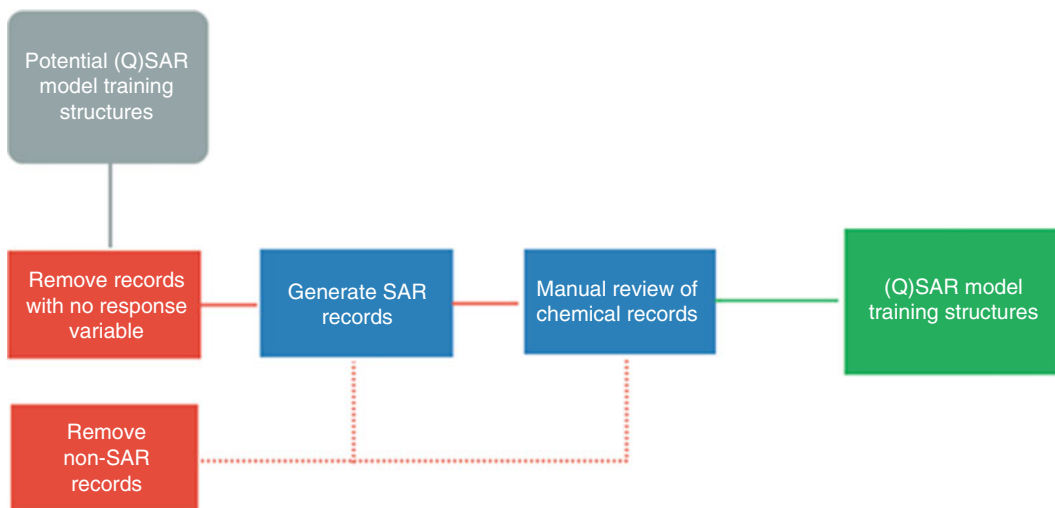 Potential (Q)SAR
model training
structures
Remove records
with no response
variable
Generate SAR
records
Manual review of
chemical records
(Q)SAR model
training structures
Remove
non-SAR
records